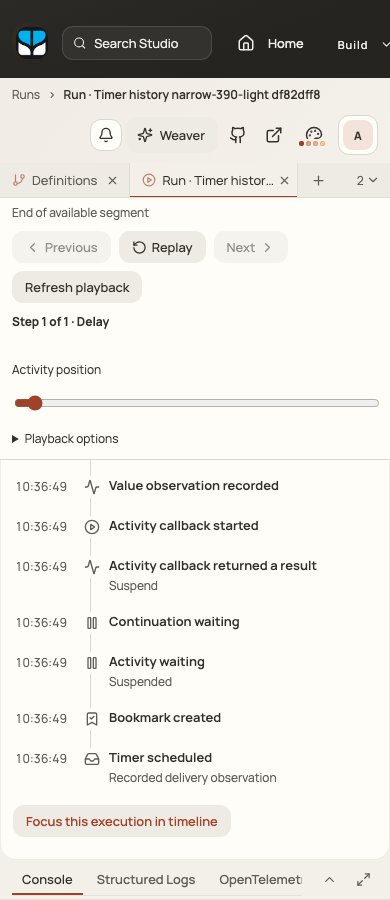 Search Studio
Home
Build
Runs > Run · Timer history narrow-390-light df82dff8
Weaver
A
Definitions
Run · Timer histor...
2
End of available segment
Previous
Replay
Next
Refresh playback
Step 1 of 1 · Delay
Activity position
Playback options
10:36:49 Value observation recorded
10:36:49 Activity callback started
10:36:49 Activity callback returned a result
Suspend
10:36:49 Continuation waiting
10:36:49 Activity waiting
Suspended
10:36:49 Bookmark created
10:36:49 Timer scheduled
Recorded delivery observation
Focus this execution in timeline
Console
Structured Logs
OpenTelemet